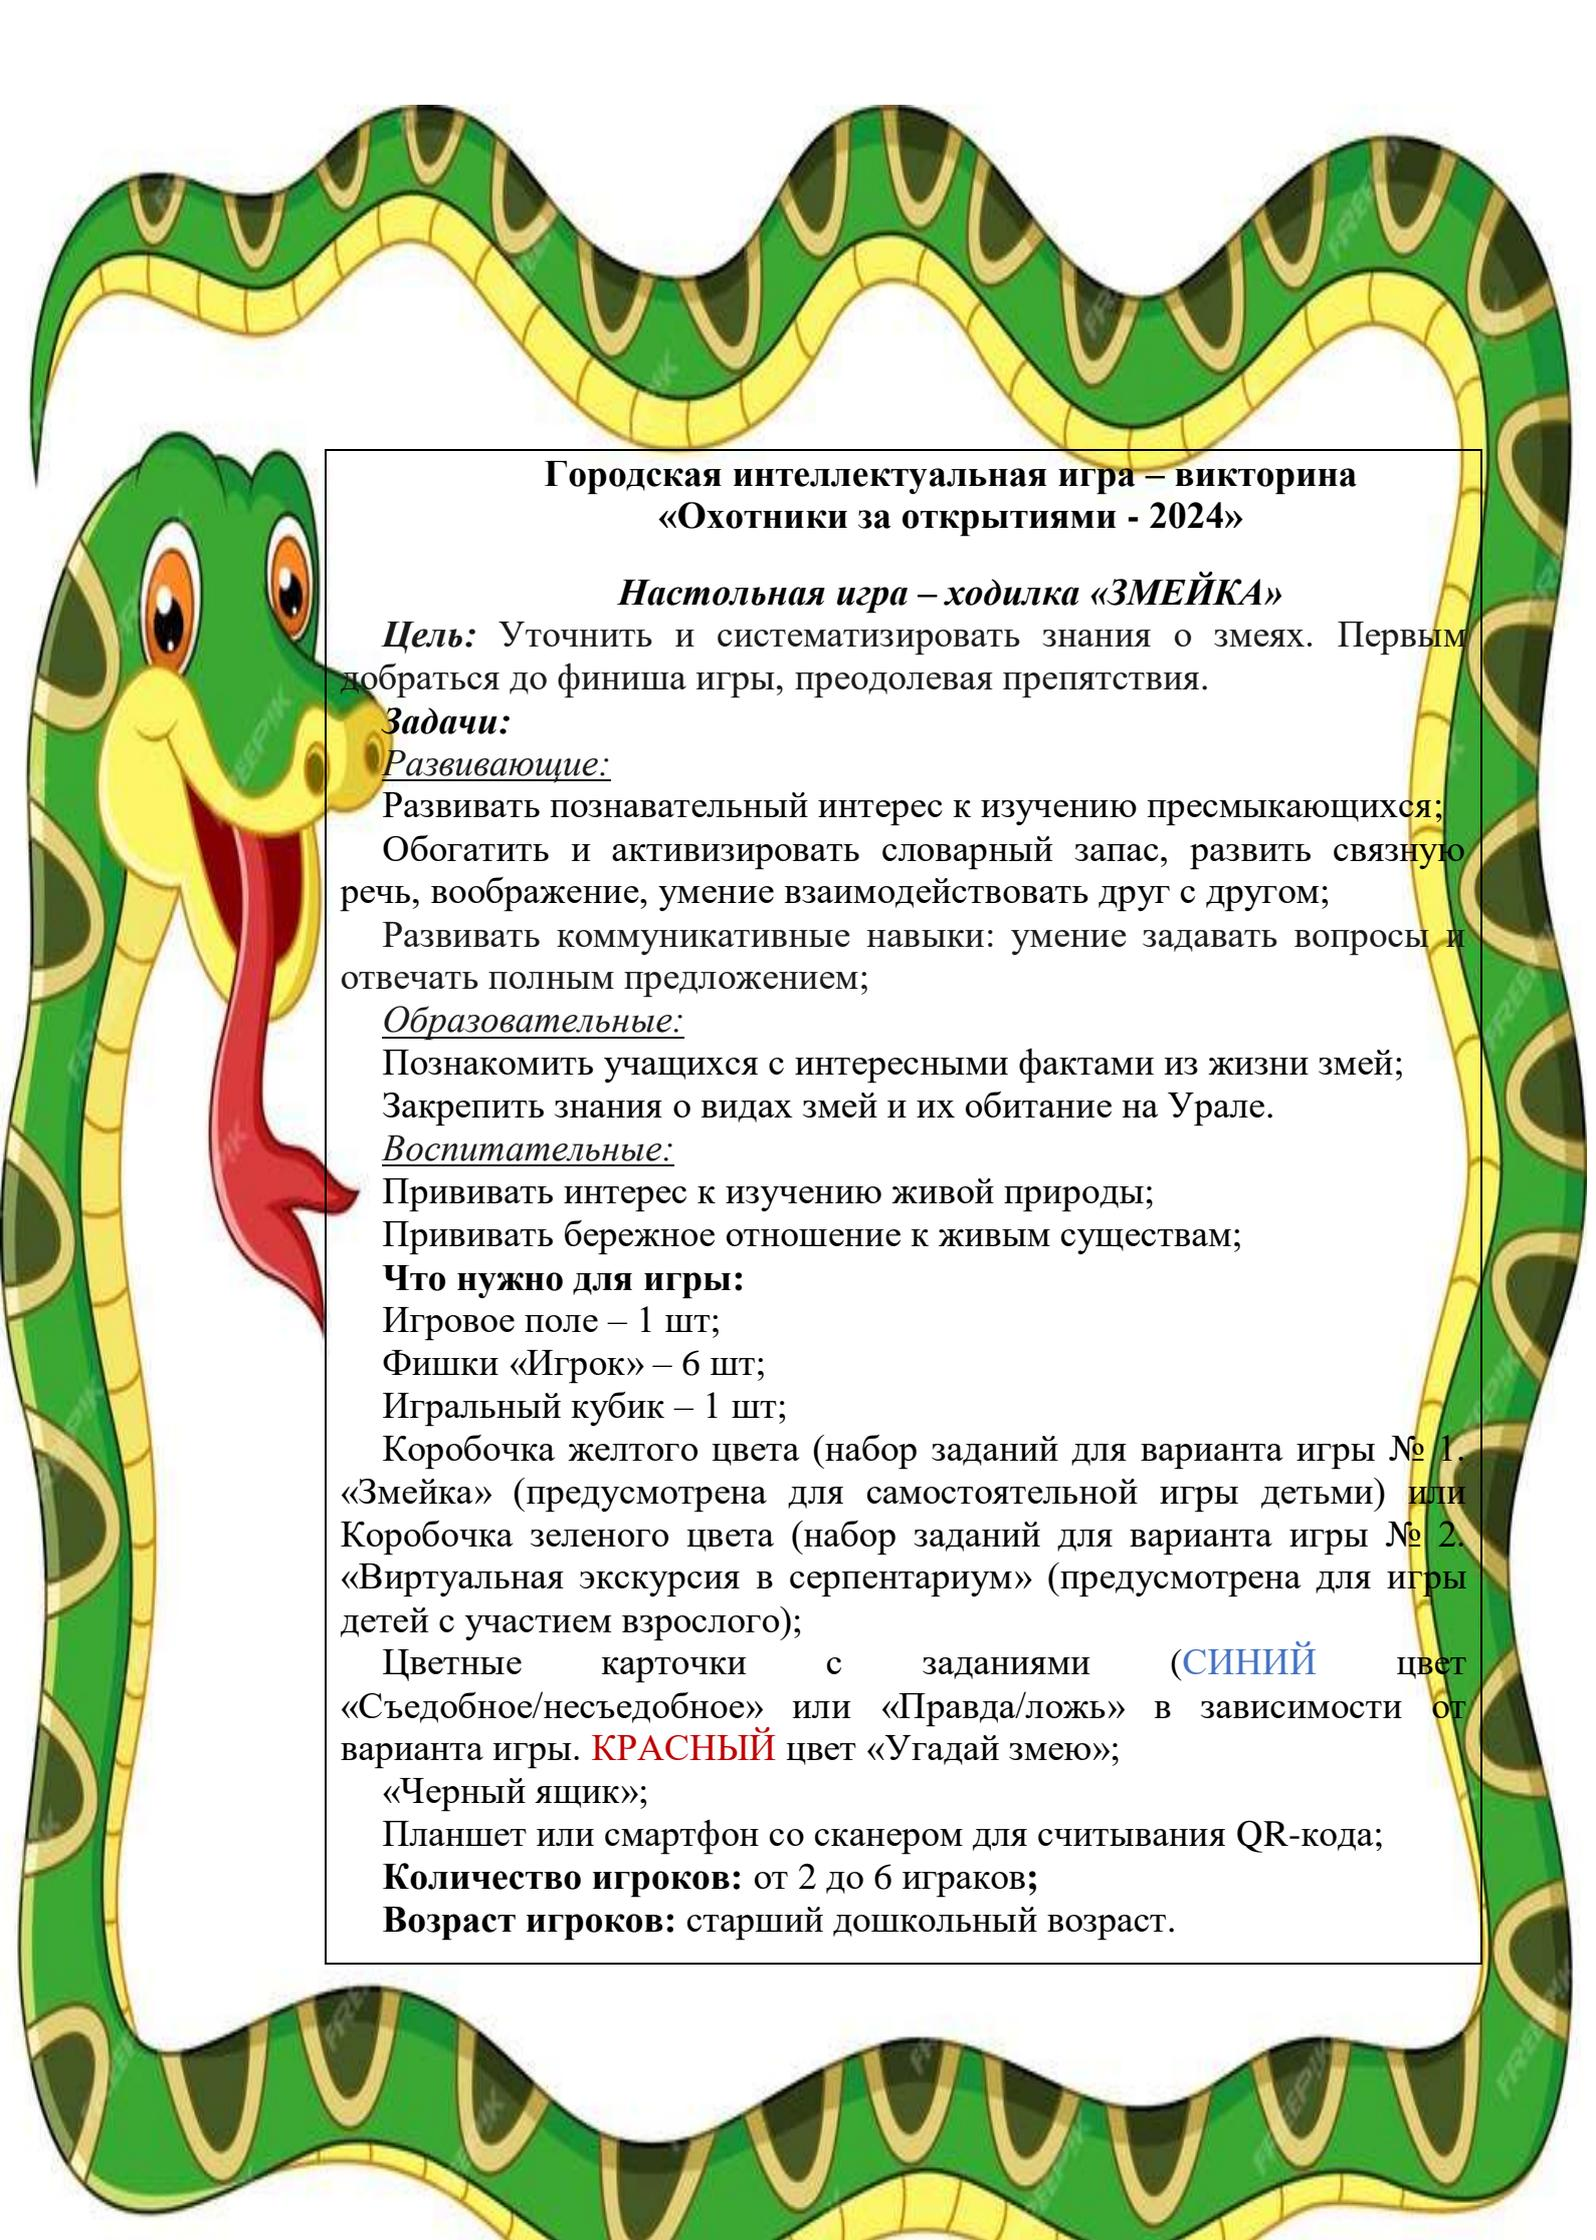 Городская интеллектуальная игра – викторина
«Охотники за открытиями - 2024»
Настольная игра – ходилка «ЗМЕЙКА»
Цель: Уточнить и систематизировать знания о змеях. Первым
добраться до финиша игры, преодолевая препятствия.
Задачи:
Развивающие:
Развивать познавательный интерес к изучению пресмыкающихся;
Обогатить и активизировать словарный запас, развить связную
речь, воображение, умение взаимодействовать друг с другом;
Развивать коммуникативные навыки: умение задавать вопросы и
отвечать полным предложением;
Образовательные:
Познакомить учащихся с интересными фактами из жизни змей;
Закрепить знания о видах змей и их обитание на Урале.
Воспитательные:
Прививать интерес к изучению живой природы;
Прививать бережное отношение к живым существам;
Что нужно для игры:
Игровое поле – 1 шт;
Фишки «Игрок» – 6 шт;
Игральный кубик – 1 шт;
Коробочка желтого цвета (набор заданий для варианта игры № 1.
«Змейка» (предусмотрена для самостоятельной игры детьми) или
Коробочка зеленого цвета (набор заданий для варианта игры № 2.
«Виртуальная экскурсия в серпентариум» (предусмотрена для игры
детей с участием взрослого);
Цветные карточки с заданиями (СИНИЙ цвет
«Съедобное/несъедобное» или «Правда/ложь» в зависимости от
варианта игры. КРАСНЫЙ цвет «Угадай змею»;
«Черный ящик»;
Планшет или смартфон со сканером для считывания QR-кода;
Количество игроков: от 2 до 6 играков;
Возраст игроков: старший дошкольный возраст.